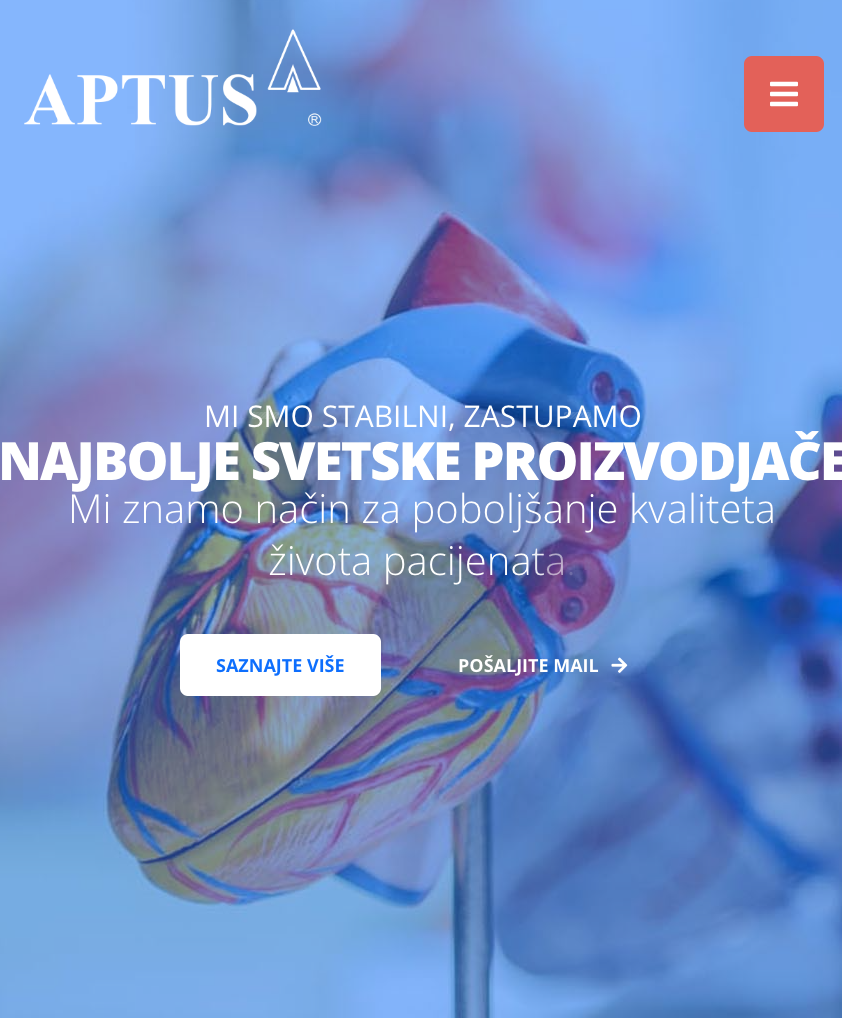 APTUS
®
MI SMO STABILNI, ZASTUPAMO
NAJBOLJE SVETSKE PROIZVODJAČE
Mi znamo način za poboljšanje kvaliteta
života pacijenata
SAZNAJTE VIŠE
POŠALJITE MAIL